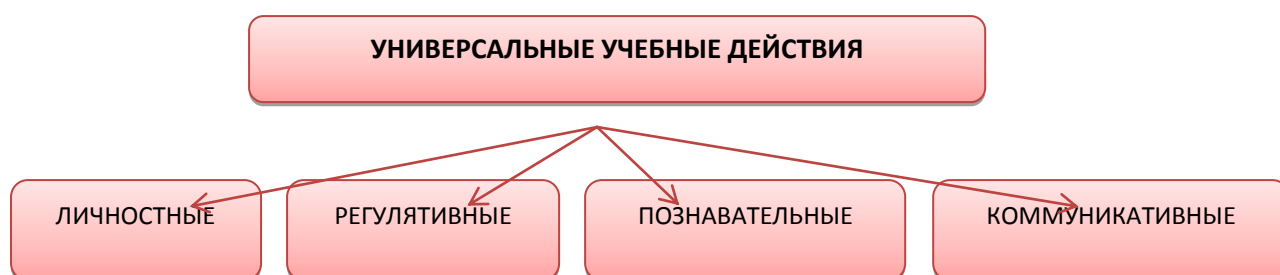 УНИВЕРСАЛЬНЫЕ УЧЕБНЫЕ ДЕЙСТВИЯ
ЛИЧНОСТНЫЕ
РЕГУЛЯТИВНЫЕ
ПОЗНАВАТЕЛЬНЫЕ
КОММУНИКАТИВНЫЕ